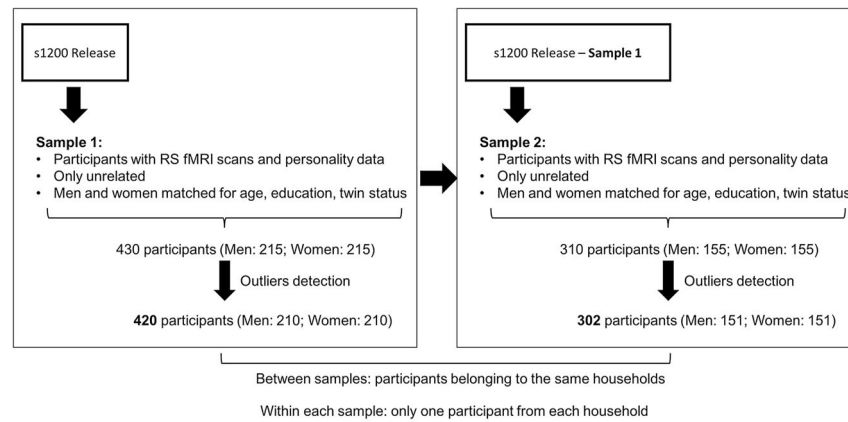 s1200 Release
Sample 1:
• Participants with RS fMRI scans and personality data
• Only unrelated
• Men and women matched for age, education, twin status
430 participants (Men: 215; Women: 215)
Outliers detection
420 participants (Men: 210; Women: 210)
s1200 Release – Sample 1
Sample 2:
• Participants with RS fMRI scans and personality data
• Only unrelated
• Men and women matched for age, education, twin status
310 participants (Men: 155; Women: 155)
Outliers detection
302 participants (Men: 151; Women: 151)
Between samples: participants belonging to the same households
Within each sample: only one participant from each household